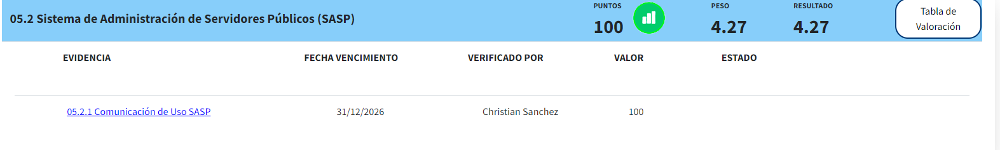 05.2 Sistema de Administración de Servidores Públicos (SASP)
PUNTOS
100
PESO
4.27
RESULTADO
4.27
Tabla de
Valoración
EVIDENCIA FECHA VENCIMIENTO VERIFICADO POR VALOR ESTADO
05.2.1 Comunicación de Uso SASP 31/12/2026 Christian Sanchez 100